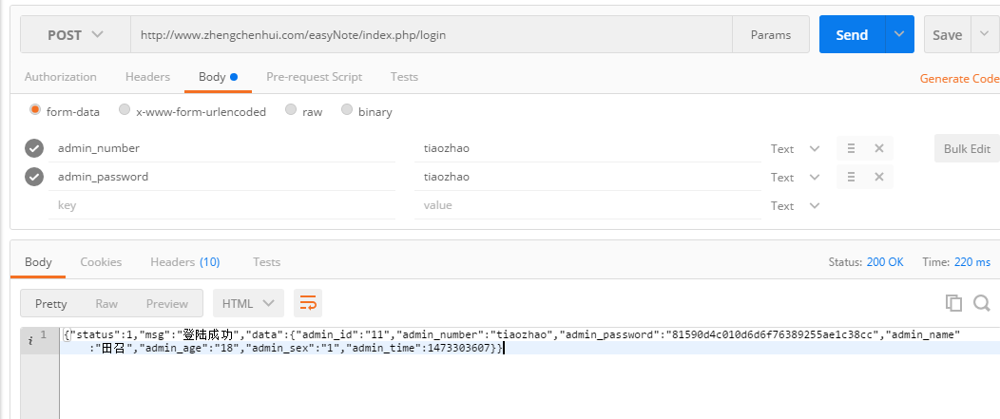 POST http://www.zhengchenhui.com/easyNote/index.php/login Params Send Save
Authorization Headers Body Pre-request Script Tests Generate Code
form-data x-www-form-urlencoded raw binary
admin_number tiaozhao Text Bulk Edit
admin_password tiaozhao Text
key value Text
Body Cookies Headers (10) Tests Status: 200 OK Time: 220 ms
Pretty Raw Preview HTML
i 1 {"status":1,"msg":"登陆成功","data":{"admin_id":"11","admin_number":"tiaozhao","admin_password":"81590d4c010d6d6f76389255ae1c38cc","admin_name"
:"田召","admin_age":"18","admin_sex":"1","admin_time":1473303607}}